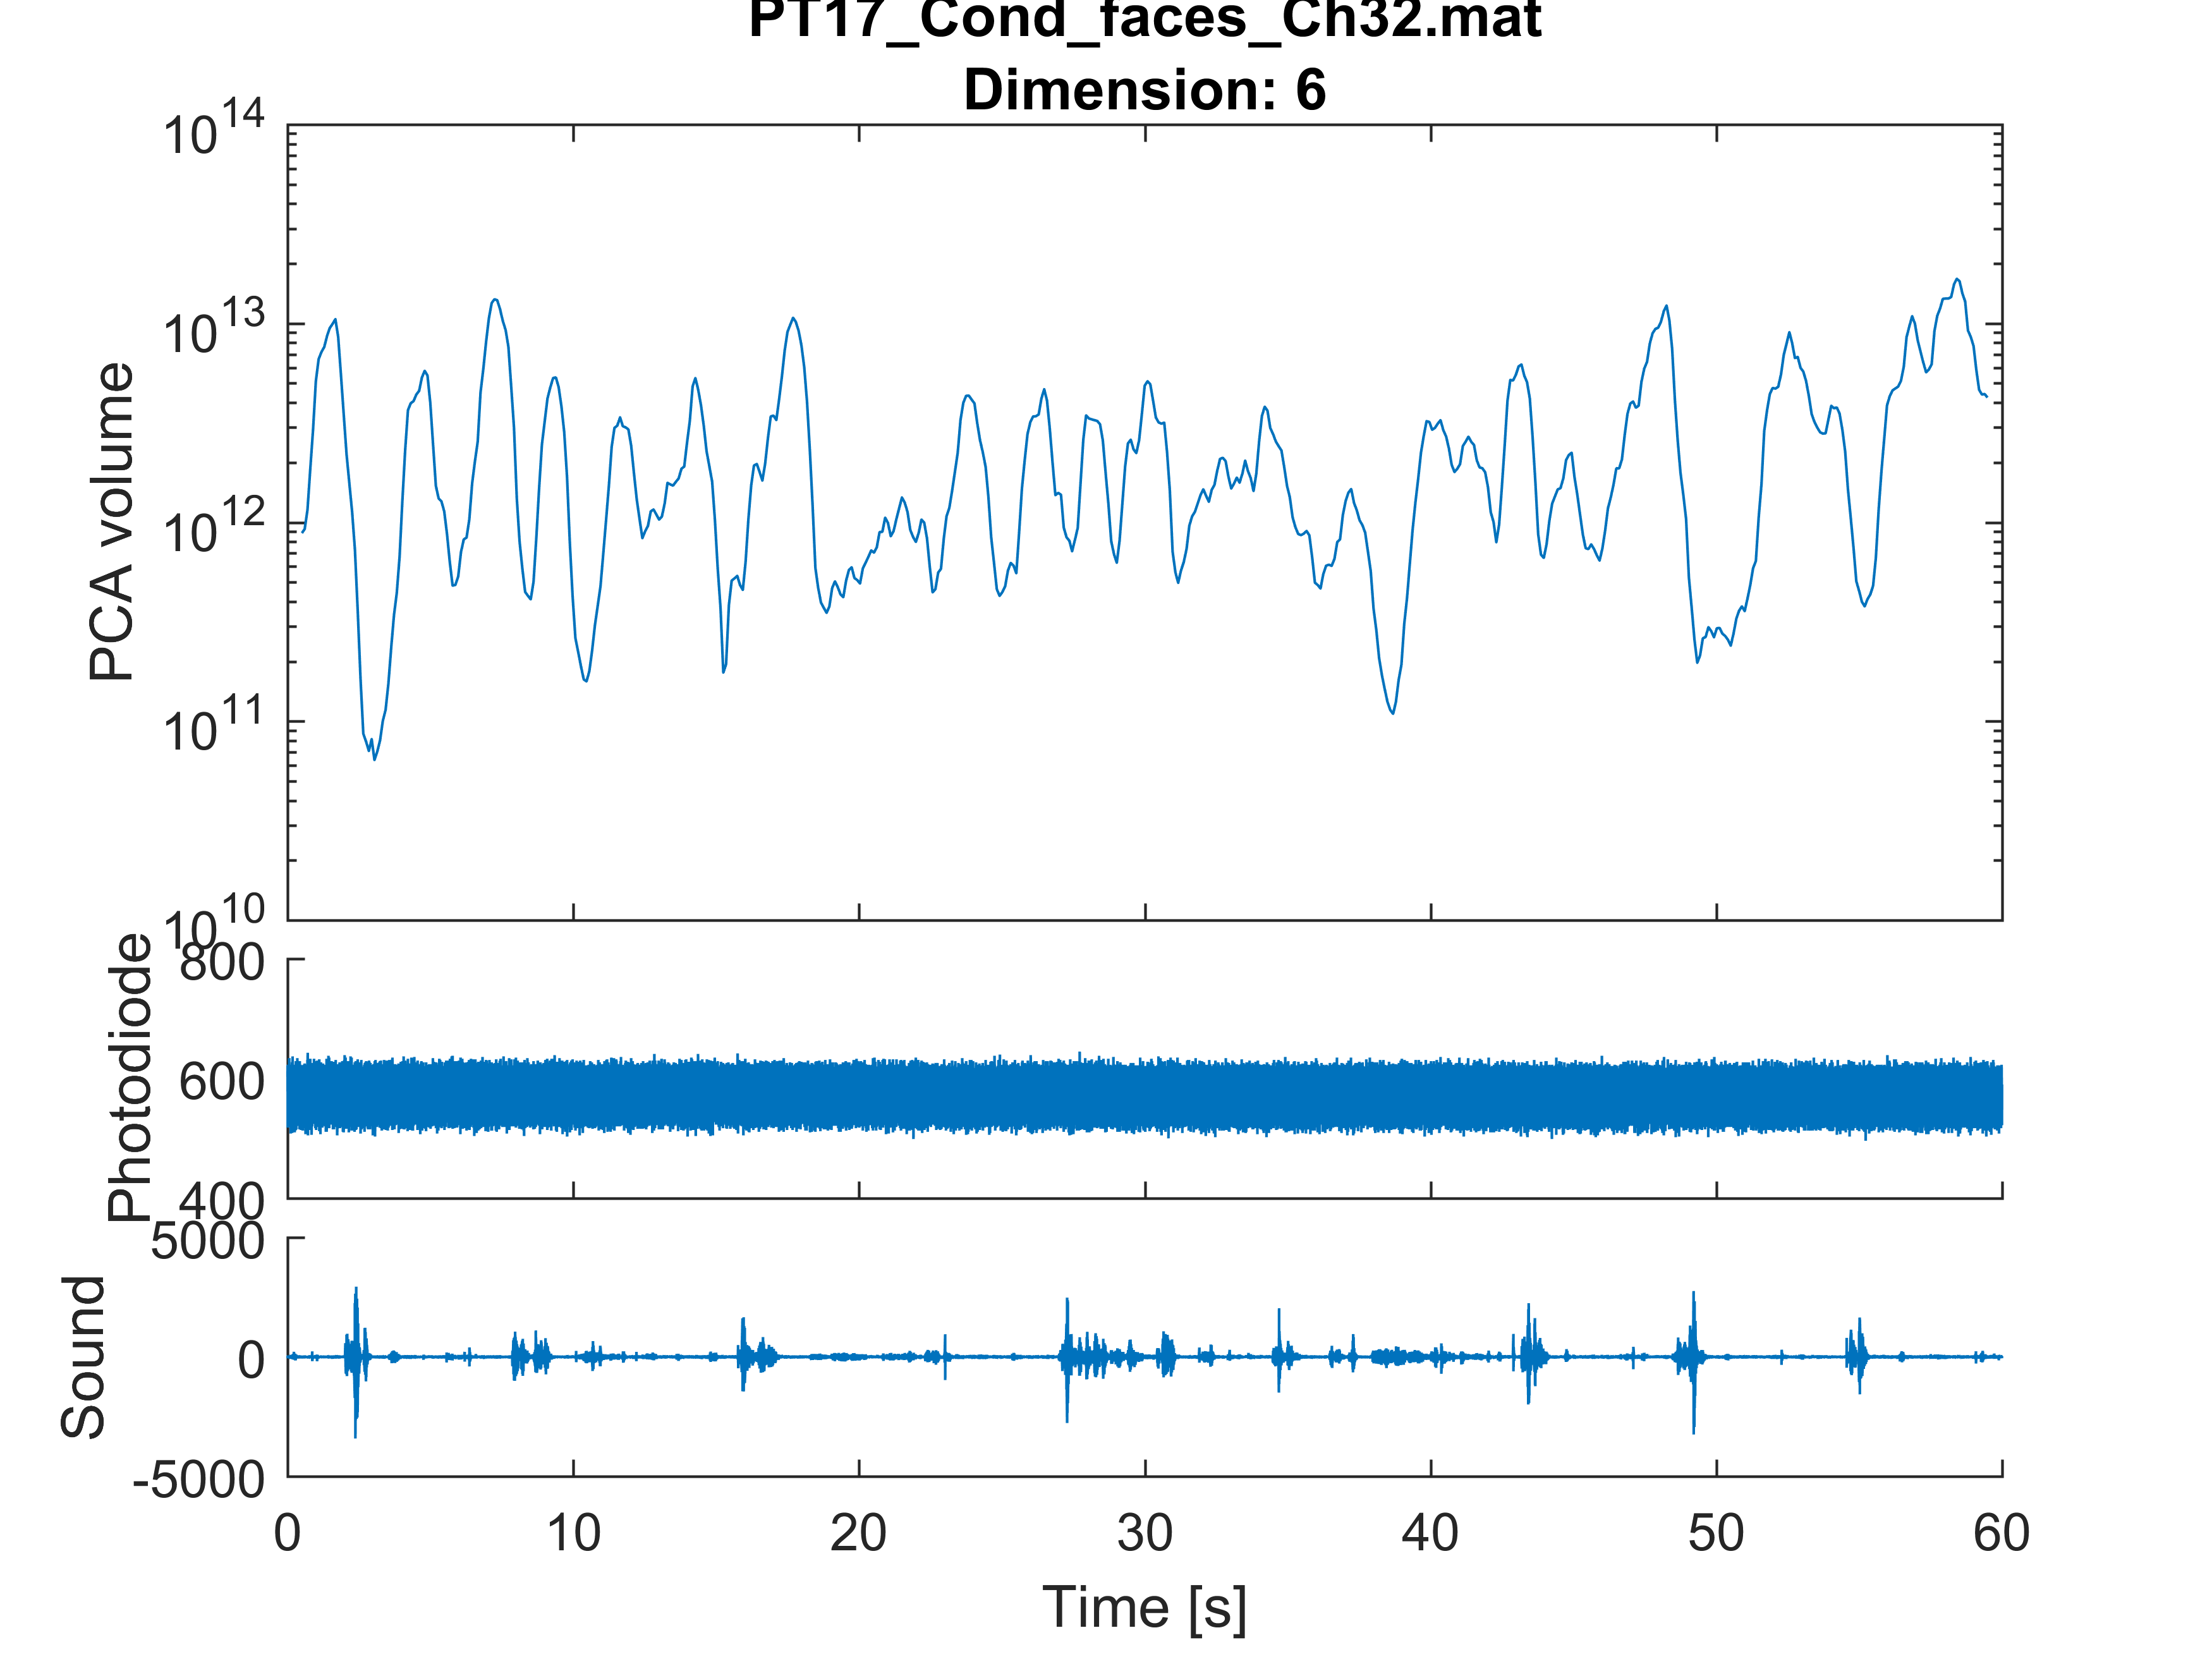 PT17_Cond_faces_Ch32.mat
Dimension: 6
PCA volume
10^14
10^13
10^12
10^11
10^10
Photodiode
800
600
400
Sound
5000
0
-5000
0 10 20 30 40 50 60
Time [s]